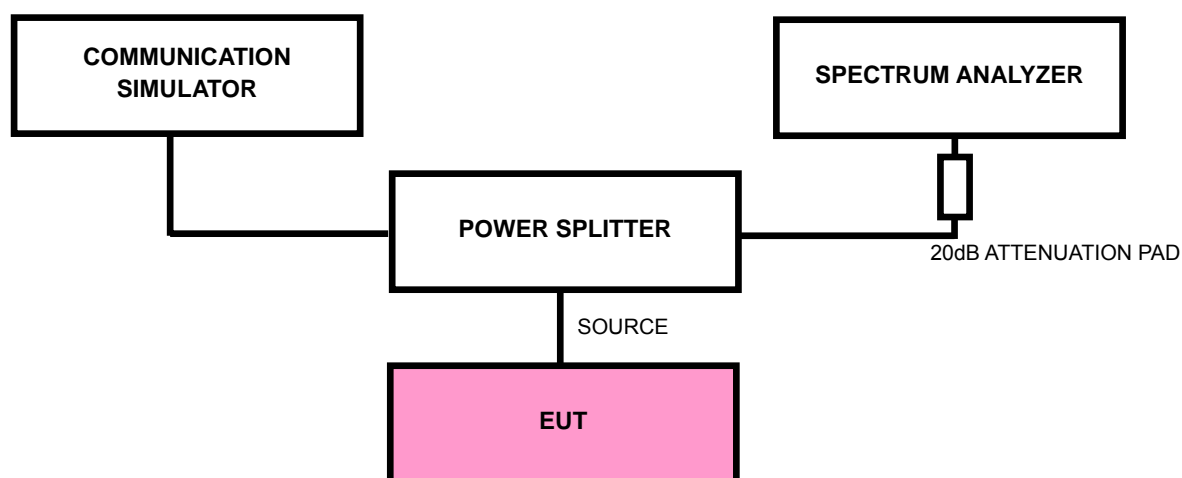 COMMUNICATION
SIMULATOR
SPECTRUM ANALYZER
POWER SPLITTER
20dB ATTENUATION PAD
SOURCE
EUT